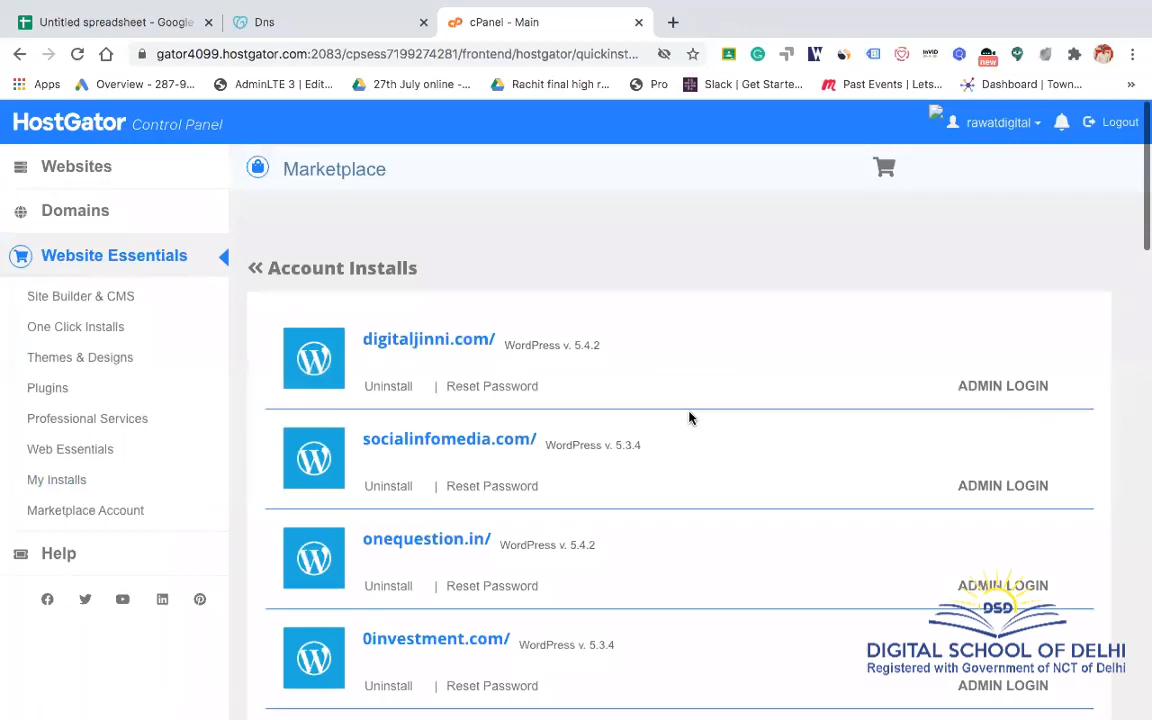 Untitled spreadsheet - Google
Dns
cPanel - Main
gator4099.hostgator.com:2083/cpsess7199274281/frontend/hostgator/quickinst...
new
Apps
Overview - 287-9...
AdminLTE 3 | Edit...
27th July online -...
Rachit final high r...
Pro
Slack | Get Starte...
Past Events | Lets...
Dashboard | Town...
HostGator Control Panel
rawatdigital
Logout
Websites
Domains
Website Essentials
Site Builder & CMS
One Click Installs
Themes & Designs
Plugins
Professional Services
Web Essentials
My Installs
Marketplace Account
Help
Marketplace
« Account Installs
digitaljinni.com/ WordPress v. 5.4.2
Uninstall | Reset Password ADMIN LOGIN
socialinfomedia.com/ WordPress v. 5.3.4
Uninstall | Reset Password ADMIN LOGIN
onequestion.in/ WordPress v. 5.4.2
Uninstall | Reset Password ADMIN LOGIN
0investment.com/ WordPress v. 5.3.4
Uninstall | Reset Password ADMIN LOGIN
DSD
DIGITAL SCHOOL OF DELHI
Registered with Government of NCT of Delhi